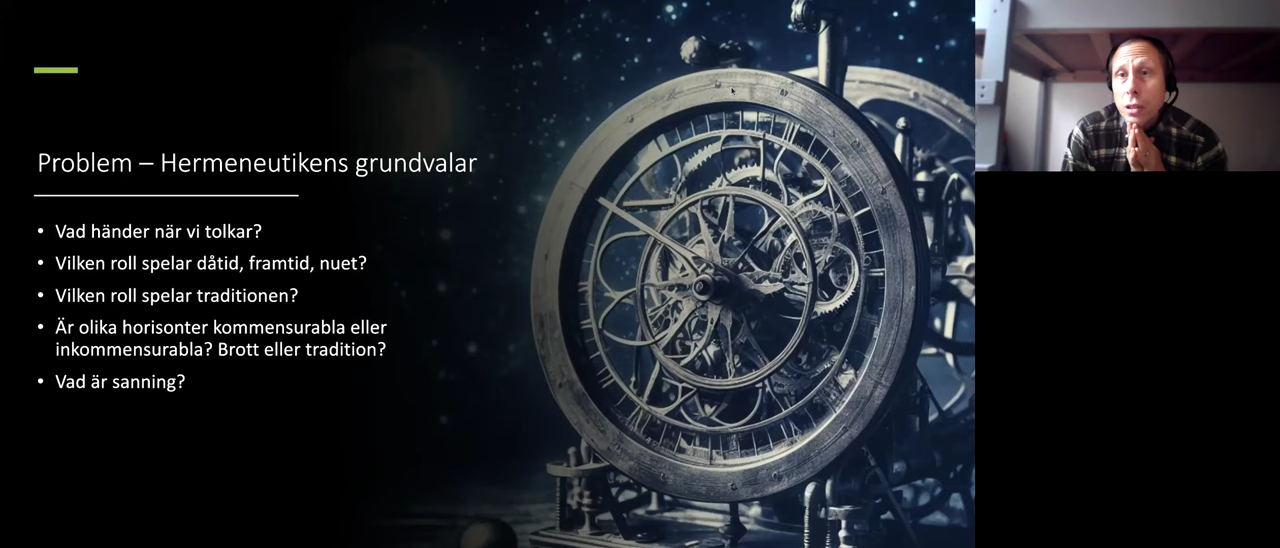 Problem – Hermeneutikens grundvalar
• Vad händer när vi tolkar?
• Vilken roll spelar dåtid, framtid, nuet?
• Vilken roll spelar traditionen?
• Är olika horisonter kommensurabla eller
inkommensurabla? Brott eller tradition?
• Vad är sanning?